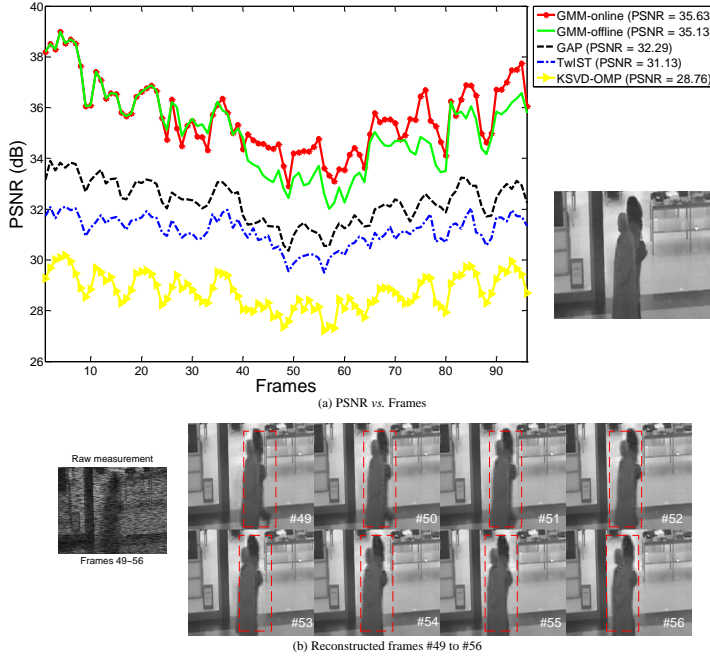 40
38
36
34
32
30
28
26
PSNR (dB)
10
20
30
40
50
60
70
80
90
Frames
GMM-online (PSNR = 35.63
GMM-offline (PSNR = 35.13)
GAP (PSNR = 32.29)
TwIST (PSNR = 31.13)
KSVD-OMP (PSNR = 28.76)
(a) PSNR vs. Frames
Raw measurement
Frames 49~56
#49
#50
#51
#52
#53
#54
#55
#56
(b) Reconstructed frames #49 to #56